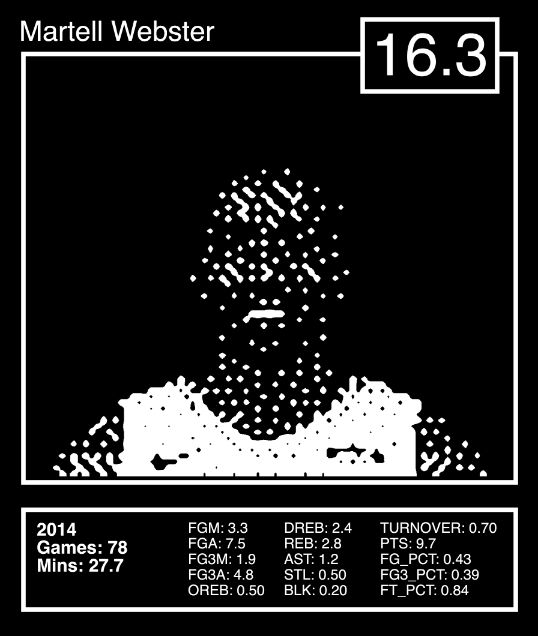 Martell Webster
16.3
2014
Games: 78
Mins: 27.7
FGM: 3.3
FGA: 7.5
FG3M: 1.9
FG3A: 4.8
OREB: 0.50
DREB: 2.4
REB: 2.8
AST: 1.2
STL: 0.50
BLK: 0.20
TURNOVER: 0.70
PTS: 9.7
FG_PCT: 0.43
FG3_PCT: 0.39
FT_PCT: 0.84